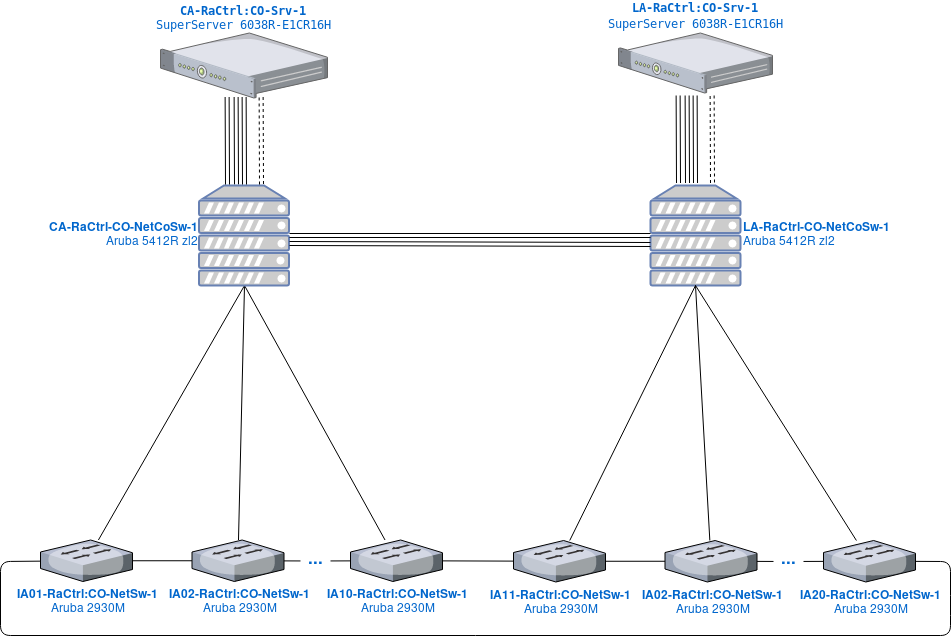 CA-RaCtrl:CO-Srv-1
SuperServer 6038R-E1CR16H
LA-RaCtrl:CO-Srv-1
SuperServer 6038R-E1CR16H
CA-RaCtrl-CO-NetCoSw-1
Aruba 5412R zl2
LA-RaCtrl-CO-NetCoSw-1
Aruba 5412R zl2
...
...
IA01-RaCtrl:CO-NetSw-1
Aruba 2930M
IA02-RaCtrl:CO-NetSw-1
Aruba 2930M
IA10-RaCtrl:CO-NetSw-1
Aruba 2930M
IA11-RaCtrl:CO-NetSw-1
Aruba 2930M
IA02-RaCtrl:CO-NetSw-1
Aruba 2930M
IA20-RaCtrl:CO-NetSw-1
Aruba 2930M